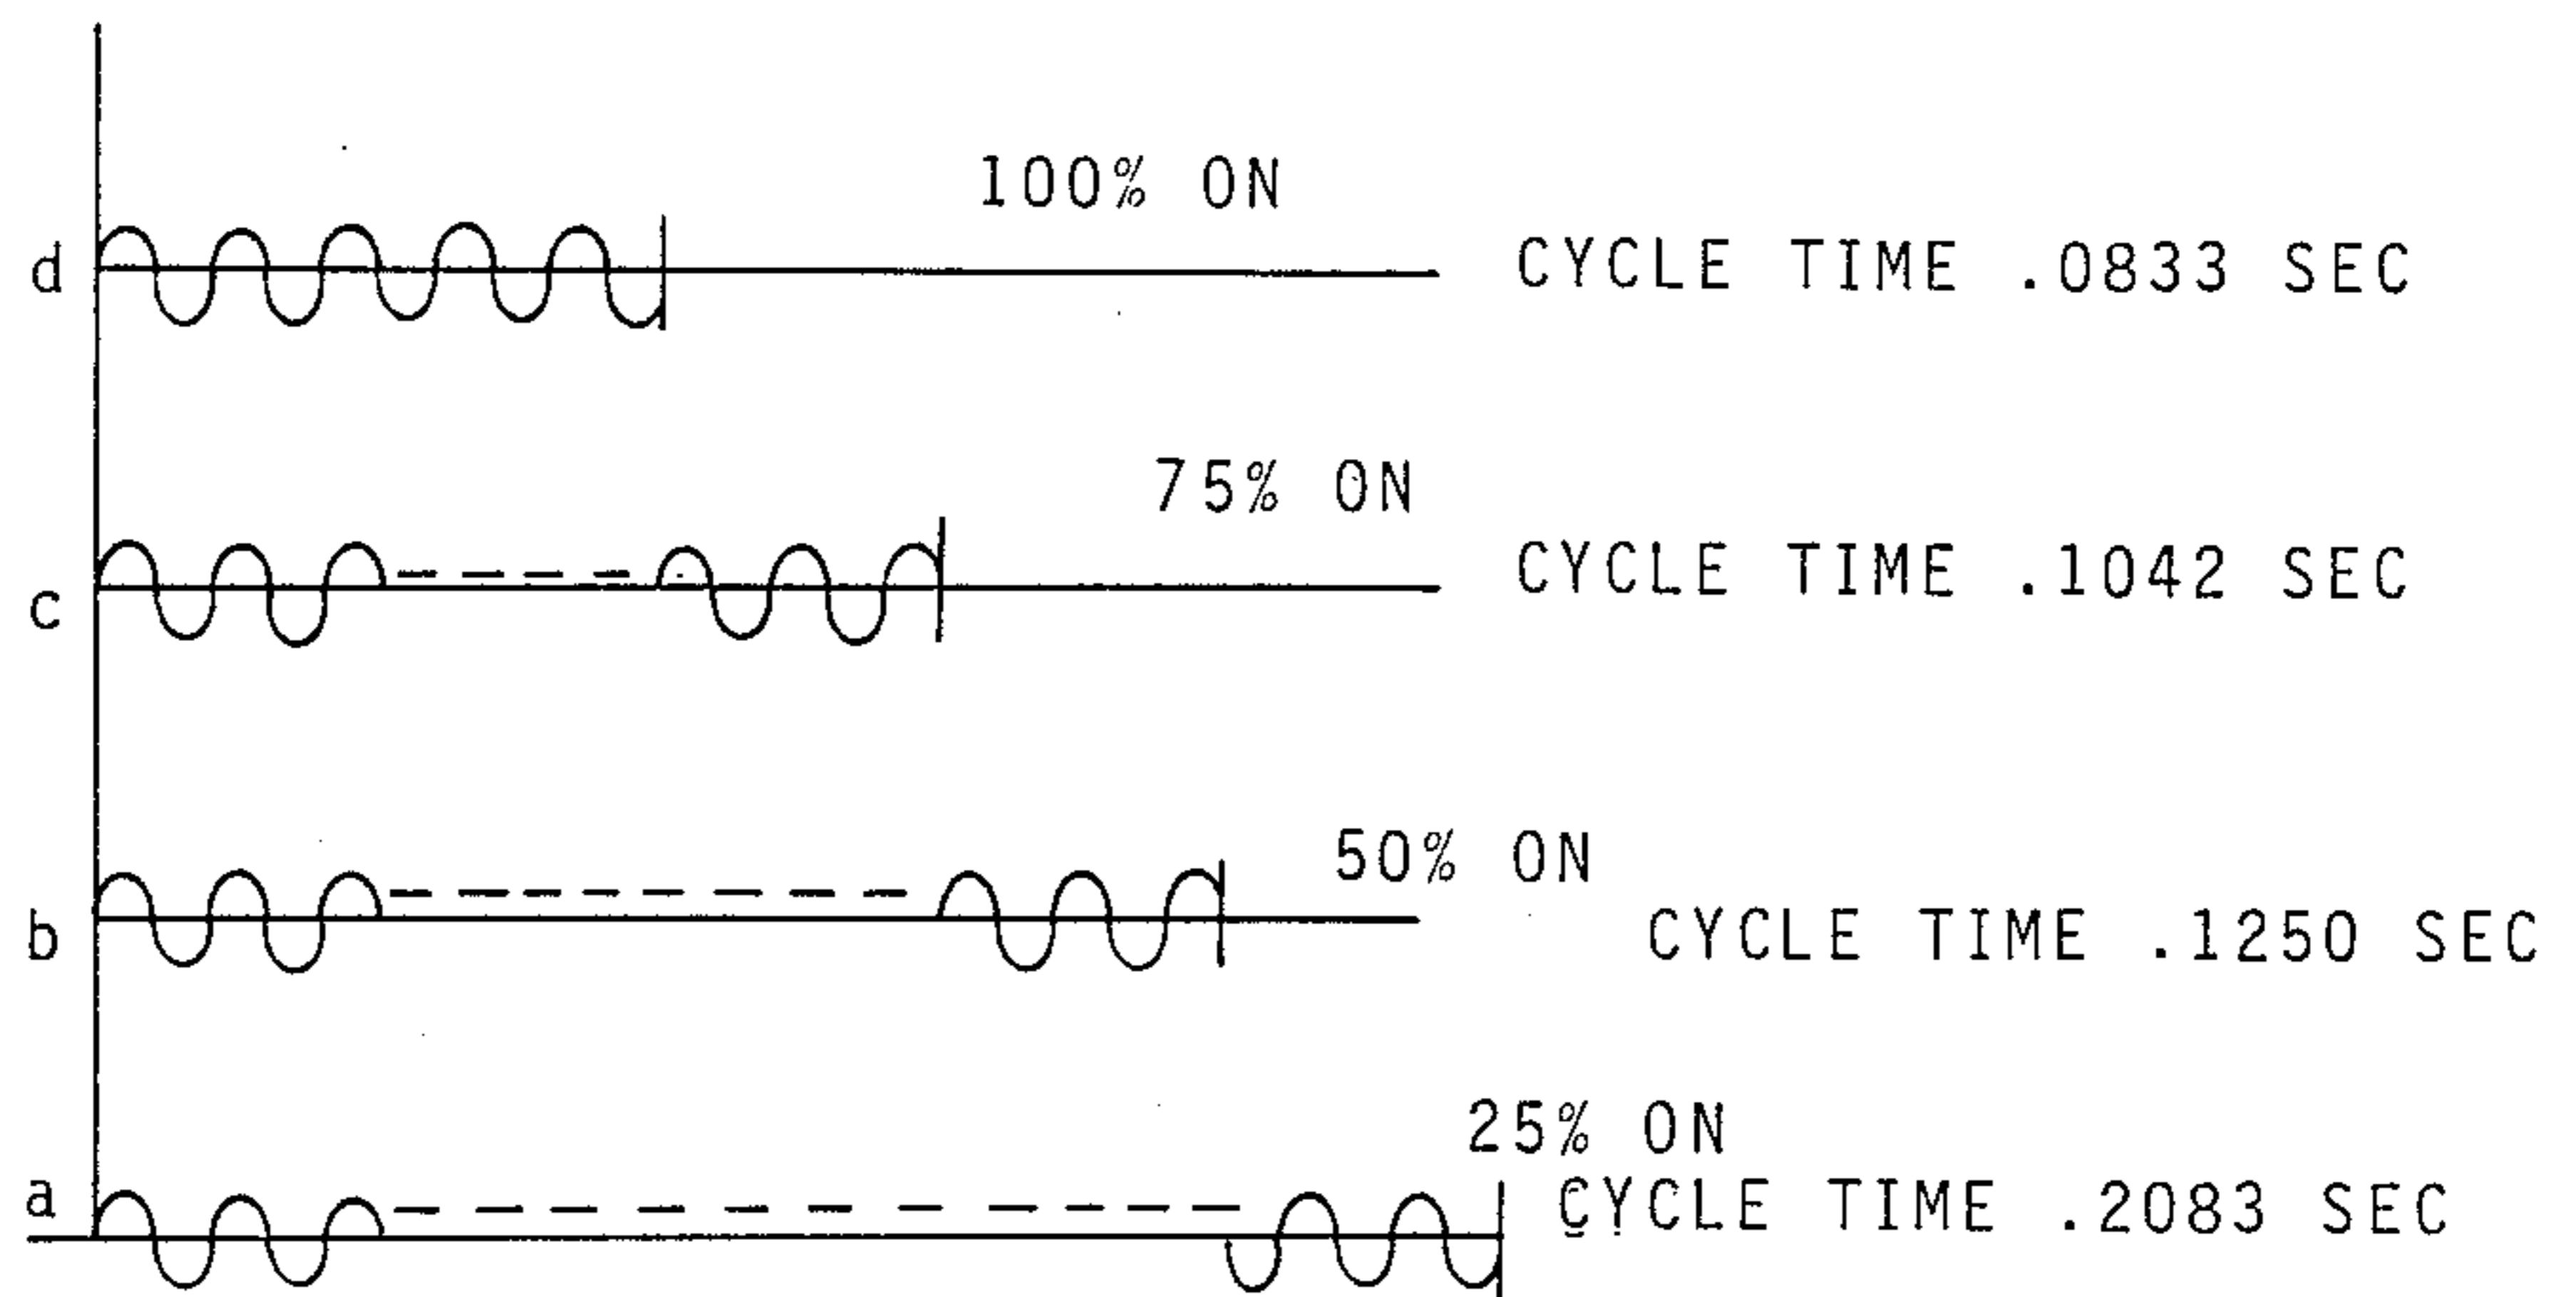 100% ON
d CYCLE TIME .0833 SEC
75% ON
c CYCLE TIME .1042 SEC
50% ON
b CYCLE TIME .1250 SEC
25% ON
a CYCLE TIME .2083 SEC